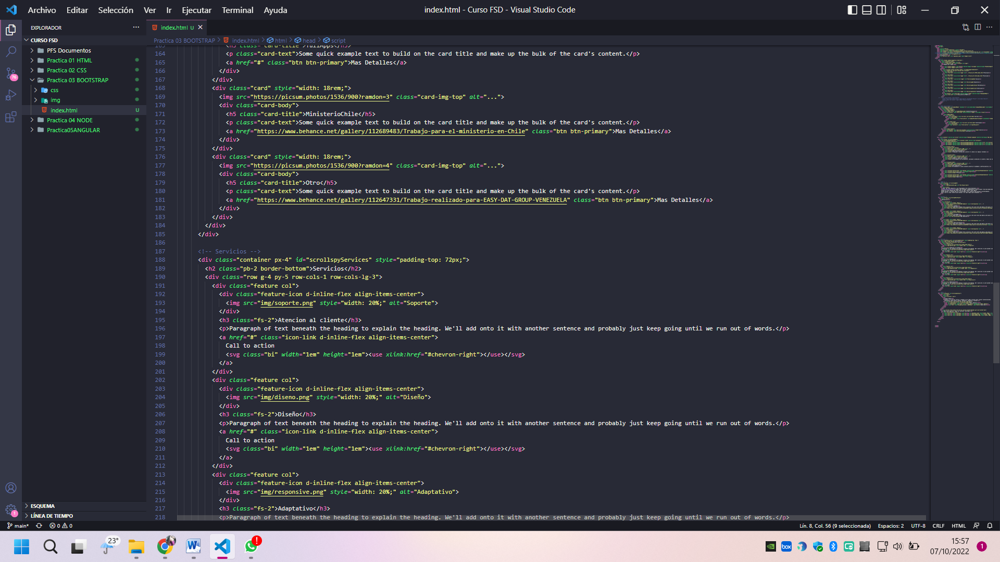 Archivo Editar Selección Ver Ir Ejecutar Terminal Ayuda
index.html - Curso FSD - Visual Studio Code
EXPLORADOR
index.html U
CURSO FSD
PFS Documentos
Practica 01 HTML
Practica 02 CSS
Practica 03 BOOTSTRAP
css
img
index.html U
Practica 04 NODE
Practica05ANGULAR
ESQUEMA
LÍNEA DE TIEMPO
76
1
Practica 03 BOOTSTRAP > index.html > html > head > script
164 <p class="card-text">Some quick example text to build on the card title and make up the bulk of the card's content.</p>
165 <a href="#" class="btn btn-primary">Mas Detalles</a>
166 </div>
167 </div>
168 <div class="card" style="width: 18rem;">
169 <img src="https://picsum.photos/1536/900?ramdon=3" class="card-img-top" alt="...">
170 <div class="card-body">
171 <h5 class="card-title">MinisterioChile</h5>
172 <p class="card-text">Some quick example text to build on the card title and make up the bulk of the card's content.</p>
173 <a href="https://www.behance.net/gallery/112689483/Trabajo-para-el-ministerio-en-Chile" class="btn btn-primary">Mas Detalles</a>
174 </div>
175 </div>
176 <div class="card" style="width: 18rem;">
177 <img src="https://picsum.photos/1536/900?ramdon=4" class="card-img-top" alt="...">
178 <div class="card-body">
179 <h5 class="card-title">Otro</h5>
180 <p class="card-text">Some quick example text to build on the card title and make up the bulk of the card's content.</p>
181 <a href="https://www.behance.net/gallery/112647331/Trabajo-realizado-para-EASY-DAT-GROUP-VENEZUELA" class="btn btn-primary">Mas Detalles</a>
182 </div>
183 </div>
184 </div>
185 </div>
186
187 <!-- Servicios -->
188 <div class="container px-4" id="scrollspyServices" style="padding-top: 72px;">
189 <h2 class="pb-2 border-bottom">Servicios</h2>
190 <div class="row g-4 py-5 row-cols-1 row-cols-lg-3">
191 <div class="feature col">
192 <div class="feature-icon d-inline-flex align-items-center">
193 <img src="img/soporte.png" style="width: 20%;" alt="Soporte">
194 </div>
195 <h3 class="fs-2">Atencion al cliente</h3>
196 <p>Paragraph of text beneath the heading to explain the heading. We'll add onto it with another sentence and probably just keep going until we run out of words.</p>
197 <a href="#" class="icon-link d-inline-flex align-items-center">
198 Call to action
199 <svg class="bi" width="1em" height="1em"><use xlink:href="#chevron-right"></use></svg>
200 </a>
201 </div>
202 <div class="feature col">
203 <div class="feature-icon d-inline-flex align-items-center">
204 <img src="img/diseno.png" style="width: 20%;" alt="Diseño">
205 </div>
206 <h3 class="fs-2">Diseño</h3>
207 <p>Paragraph of text beneath the heading to explain the heading. We'll add onto it with another sentence and probably just keep going until we run out of words.</p>
208 <a href="#" class="icon-link d-inline-flex align-items-center">
209 Call to action
210 <svg class="bi" width="1em" height="1em"><use xlink:href="#chevron-right"></use></svg>
211 </a>
212 </div>
213 <div class="feature col">
214 <div class="feature-icon d-inline-flex align-items-center">
215 <img src="img/responsive.png" style="width: 20%;" alt="Adaptativo">
216 </div>
217 <h3 class="fs-2">Adaptativo</h3>
218 <p>Paragraph of text beneath the heading to explain the heading. We'll add onto it with another sentence and probably just keep going until we run out of words.</p>
main* 0 0
Lín. 8, Col. 56 (9 seleccionada) Espacios: 2 UTF-8 CRLF HTML
23°
W
box
15:57
07/10/2022
1